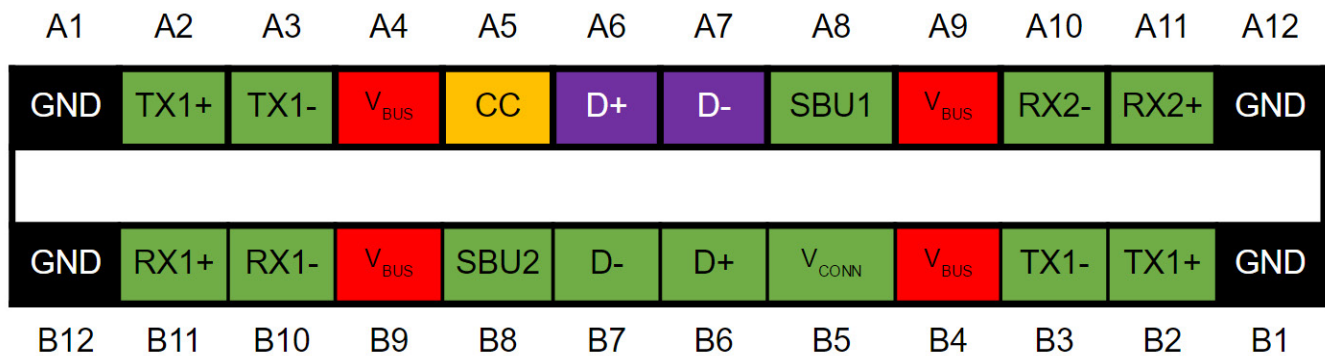 A1 A2 A3 A4 A5 A6 A7 A8 A9 A10 A11 A12
GND TX1+ TX1- VBUS CC D+ D- SBU1 VBUS RX2- RX2+ GND
GND RX1+ RX1- VBUS SBU2 D- D+ VCONN VBUS TX1- TX1+ GND
B12 B11 B10 B9 B8 B7 B6 B5 B4 B3 B2 B1